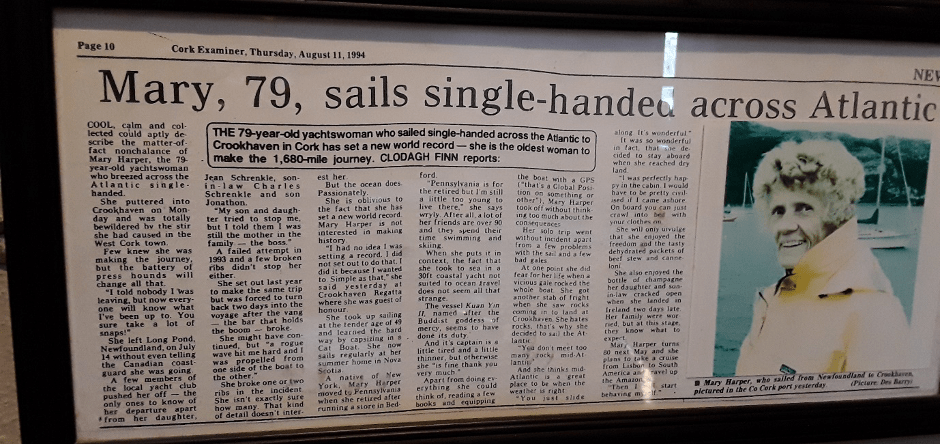 Page 10
Cork Examiner, Thursday, August 11, 1994
NEW
Mary, 79, sails single-handed across Atlantic
THE 79-year-old yachtswoman who sailed single-handed across the Atlantic to
Crookhaven in Cork has set a new world record — she is the oldest woman to
make the 1,680-mile journey. CLODAGH FINN reports:
COOL, calm and col-
lected could aptly de-
scribe the matter-of-
fact nonchalance of
Mary Harper, the 79-
year-old yachtswoman
who breezed across the
Atlantic single-
handed.
She puttered into
Crookhaven on Mon-
day and was totally
bewildered by the stir
she had caused in the
West Cork town.
Few knew she was
making the journey,
but the battery of
press hounds will
change all that.
"I told nobody I was
leaving, but now every-
one will know what
I've been up to. You
sure take a lot of
snaps!"
She left Long Pond,
Newfoundland, on July
14 without even telling
the Canadian coast-
guard she was going.
A few members of
the local yacht club
pushed her off — the
only ones to know of
her departure apart
from her daughter,
Jean Schrenkie, son-
in-law Charles
Schrenkie and son
Jonathon.
"My son and daugh-
ter tried to stop me,
but I told them I was
still the mother in the
family — the boss."
A failed attempt in
1993 and a few broken
ribs didn't stop her
either.
She set out last year
to make the same trip
but was forced to turn
back two days into the
voyage after the vang
— the bar that holds
the boom — broke.
She might have con-
tinued, but "a rogue
wave hit me hard and I
was propelled from
one side of the boat to
the other."
She broke one or two
ribs in the incident.
She isn't exactly sure
how many. That kind
of detail doesn't inter-
est her.
But the ocean does.
Passionately.
She is oblivious to
the fact that she has
set a new world record.
Mary Harper is not
interested in making
history
"I had no idea I was
setting a record. I did
not set out to do that. I
did it because I wanted
to Simple as that," she
said yesterday at
Crookhaven Regatta
where she was guest of
honour.
She took up sailing
at the tender age of 49
and learned the hard
way by capsizing in a
Cat Boat. She now
sails regularly at her
summer home in Nova
Scotia
A native of New
York, Mary Harper
moved to Pennsylvania
when she retired after
running a store in Bed-
ford.
"Pennsylvania is for
the retired but I'm still
a little too young to
live there," she says
wryly. After all, a lot of
her friends are over 90
and they spend their
time swimming and
skiing.
When she puts it in
context, the fact that
she took to sea in a
30ft coastal yacht not
suited to ocean travel
does not seem all that
strange.
The vessel Kuan Yin
II, named after the
Buddhist goddess of
mercy, seems to have
done its duty.
And it's captain is a
little tired and a little
thinner, but otherwise
she "is fine thank you
very much"
Apart from doing ev-
erything she could
think of, reading a few
books and equipping
the boat with a GPS
("that's a Global Posi-
tion on something or
other"), Mary Harper
took off without think-
ing too much about the
consequences:
Her solo trip went
without incident apart
from a few problems
with the sail and a few
bad gales.
At one point she did
fear for her life when a
vicious gale rocked the
whole boat. She got
another stab of fright
when she saw rocks
coming in to land at
Crookhaven. She hates
rocks, that's why she
decided to sail the At-
lantic
"You don't meet too
many rocks mid-At-
lantic"
And she thinks mid-
Atlantic is a great
place to be when the
weather is right
"You just slide
along It's wonderful."
It was so wonderful
in fact, that she de-
cided to stay aboard
when she reached dry
land.
"I was perfectly hap-
py in the cabin. I would
have to be pretty civil-
ised if I came ashore.
On board you can just
crawl into bed with
your clothes on.
She will only divulge
that she enjoyed the
freedom and the tasty
dehydrated packets of
beef stew and canne-
loni.
She also enjoyed the
bottle of champagne
her daughter and son-
in-law cracked open
when she landed in
Ireland two days late.
Her family were wor-
ried, but at this stage,
they know what to
expect.
Mary Harper turns
80 next May and she
plans to take a cruise
from Lisbon to South
America and travel up
the Amazon.
"Then I start
behaving myself"
■ Mary Harper, who sailed from Newfoundland to Crookhaven,
pictured in the Co Cork port yesterday. (Picture: Des Barry)